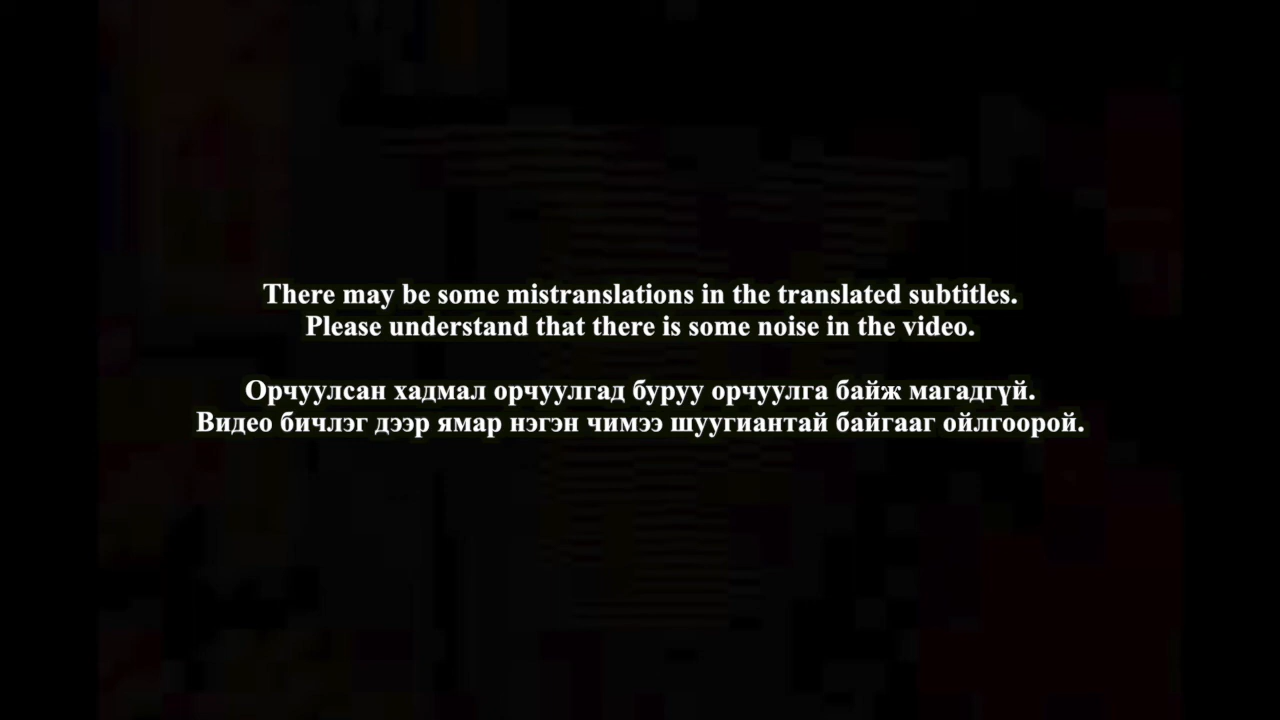 There may be some mistranslations in the translated subtitles.
Please understand that there is some noise in the video.
Орчуулсан хадмал орчуулгад буруу орчуулга байж магадгүй.
Видео бичлэг дээр ямар нэгэн чимээ шуугиантай байгааг ойлгоорой.